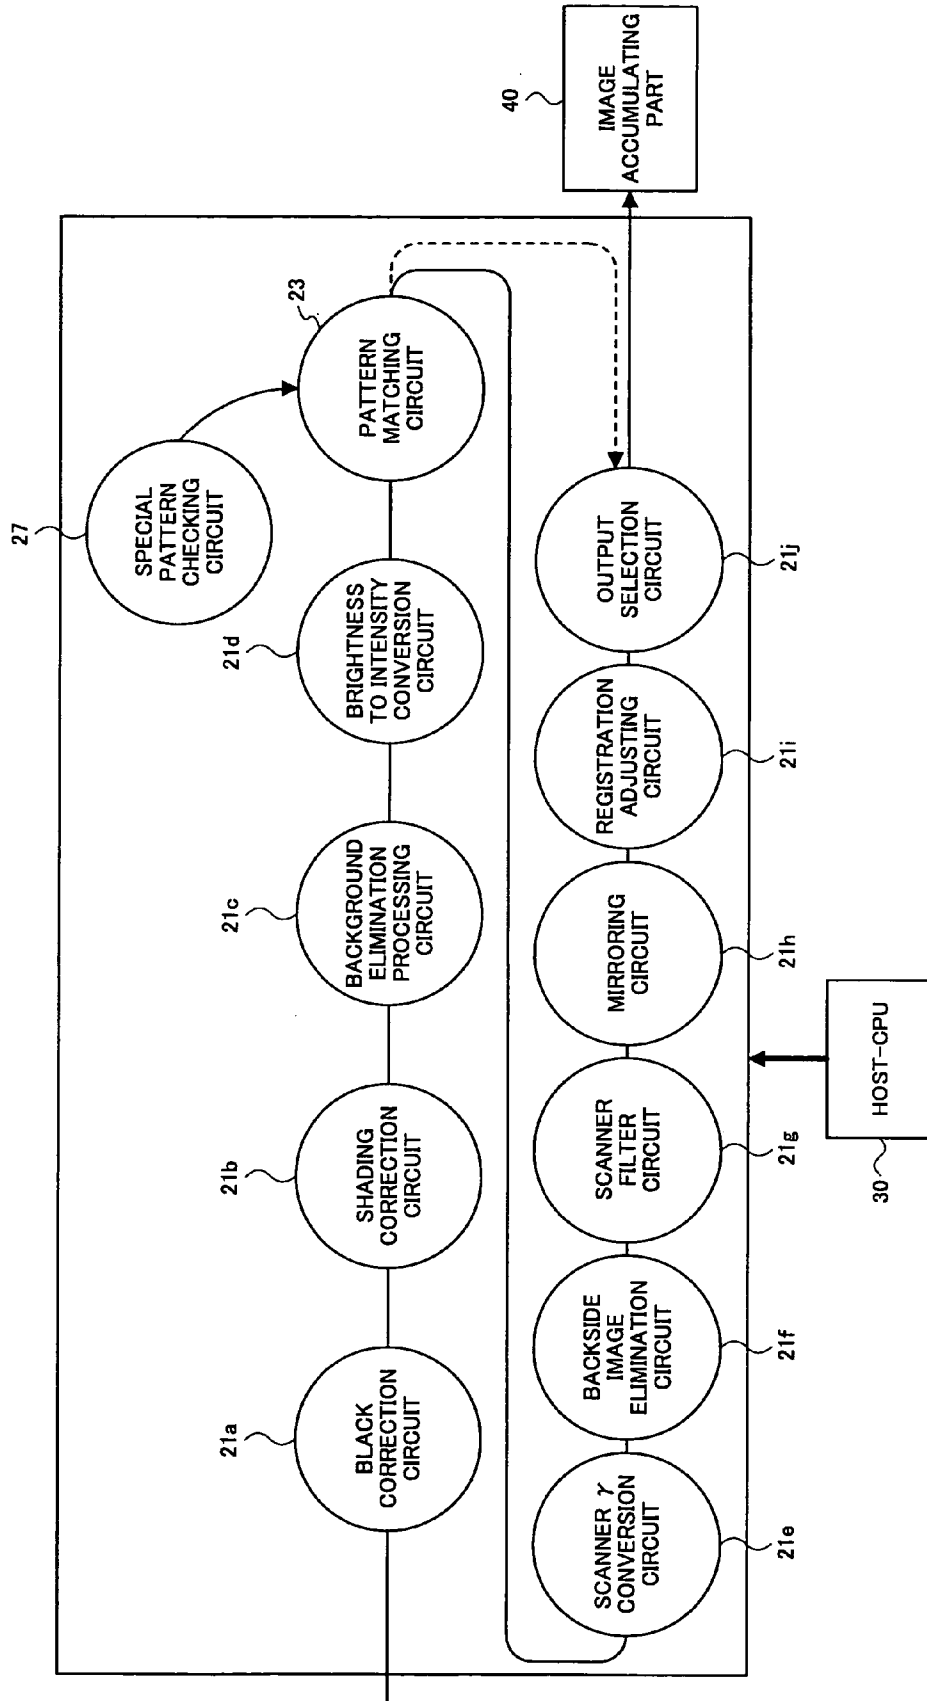 27
SPECIAL
PATTERN
CHECKING
CIRCUIT
21a
BLACK
CORRECTION
CIRCUIT
21b
SHADING
CORRECTION
CIRCUIT
21c
BACKGROUND
ELIMINATION
PROCESSING
CIRCUIT
21d
BRIGHTNESS
TO INTENSITY
CONVERSION
CIRCUIT
23
PATTERN
MATCHING
CIRCUIT
40
IMAGE
ACCUMULATING
PART
SCANNER γ
CONVERSION
CIRCUIT
21e
BACKSIDE
IMAGE
ELIMINATION
CIRCUIT
21f
SCANNER
FILTER
CIRCUIT
21g
MIRRORING
CIRCUIT
21h
REGISTRATION
ADJUSTING
CIRCUIT
21i
OUTPUT
SELECTION
CIRCUIT
21j
30
HOST-CPU